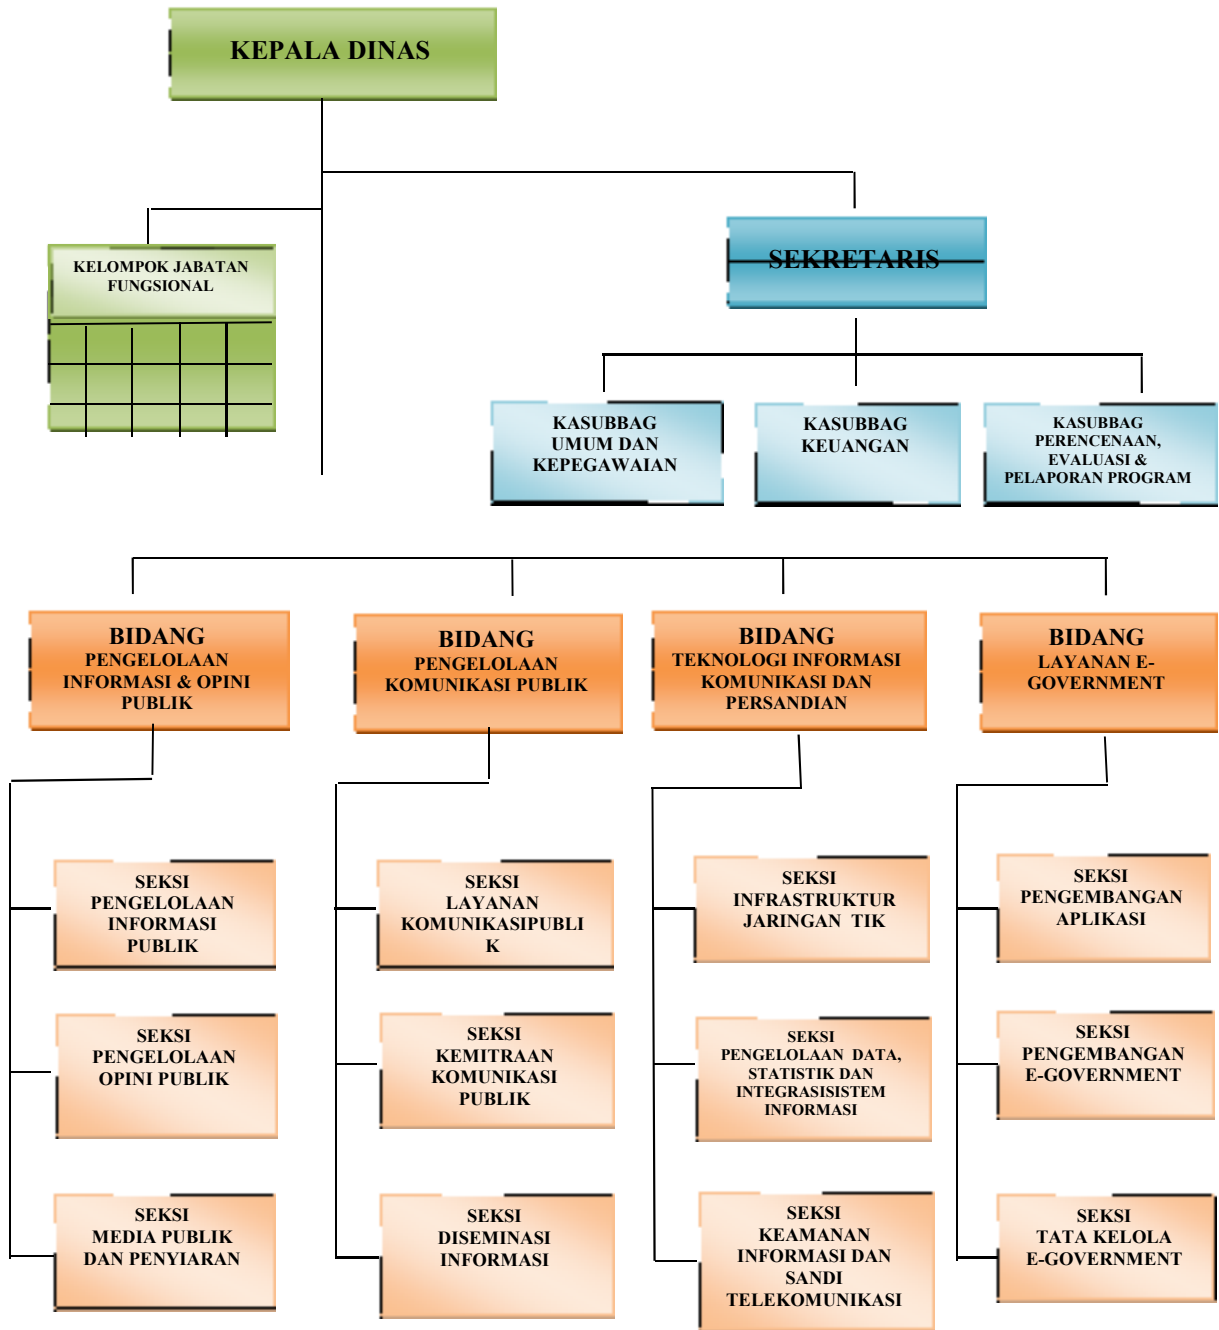 KEPALA DINAS
KELOMPOK JABATAN
FUNGSIONAL
SEKRETARIS
KASUBBAG
UMUM DAN
KEPEGAWAIAN
KASUBBAG
KEUANGAN
KASUBBAG
PERENCENAAN,
EVALUASI &
PELAPORAN PROGRAM
BIDANG
PENGELOLAAN
INFORMASI & OPINI
PUBLIK
BIDANG
PENGELOLAAN
KOMUNIKASI PUBLIK
BIDANG
TEKNOLOGI INFORMASI
KOMUNIKASI DAN
PERSANDIAN
BIDANG
LAYANAN E-
GOVERNMENT
SEKSI
PENGELOLAAN
INFORMASI
PUBLIK
SEKSI
LAYANAN
KOMUNIKASIPUBLI
K
SEKSI
INFRASTRUKTUR
JARINGAN TIK
SEKSI
PENGEMBANGAN
APLIKASI
SEKSI
PENGELOLAAN
OPINI PUBLIK
SEKSI
KEMITRAAN
KOMUNIKASI
PUBLIK
SEKSI
PENGELOLAAN DATA,
STATISTIK DAN
INTEGRASISISTEM
INFORMASI
SEKSI
PENGEMBANGAN
E-GOVERNMENT
SEKSI
MEDIA PUBLIK
DAN PENYIARAN
SEKSI
DISEMINASI
INFORMASI
SEKSI
KEAMANAN
INFORMASI DAN
SANDI
TELEKOMUNIKASI
SEKSI
TATA KELOLA
E-GOVERNMENT